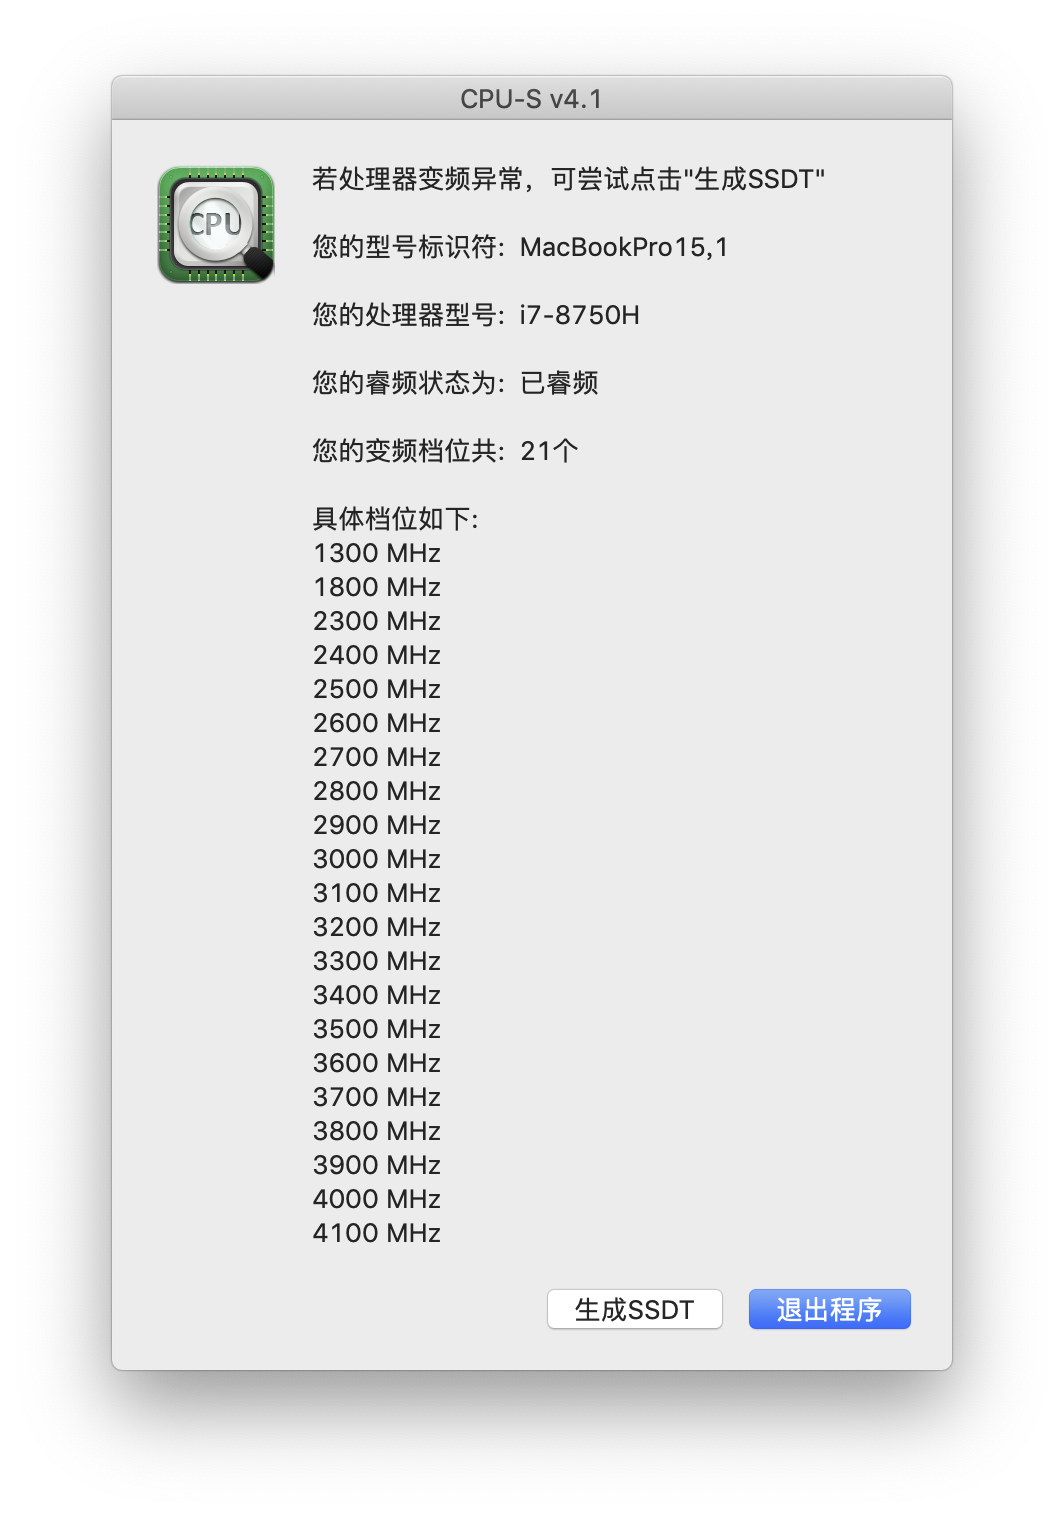 CPU-S v4.1
CPU
若处理器变频异常，可尝试点击"生成SSDT"
您的型号标识符：MacBookPro15,1
您的处理器型号：i7-8750H
您的睿频状态为：已睿频
您的变频档位共：21个
具体档位如下：
1300 MHz
1800 MHz
2300 MHz
2400 MHz
2500 MHz
2600 MHz
2700 MHz
2800 MHz
2900 MHz
3000 MHz
3100 MHz
3200 MHz
3300 MHz
3400 MHz
3500 MHz
3600 MHz
3700 MHz
3800 MHz
3900 MHz
4000 MHz
4100 MHz
生成SSDT
退出程序